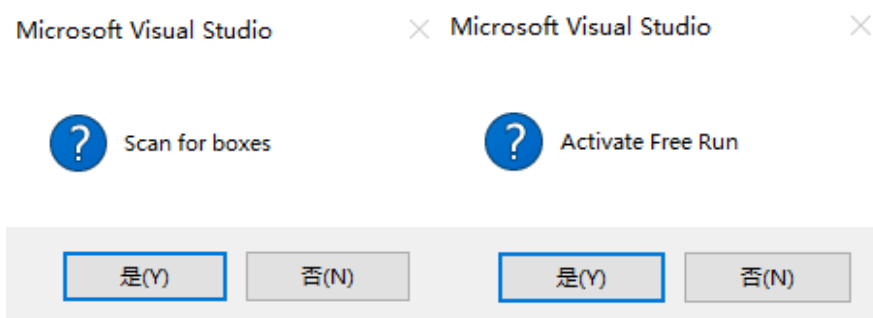 Microsoft Visual Studio
Scan for boxes
是(Y)
否(N)
Microsoft Visual Studio
Activate Free Run
是(Y)
否(N)